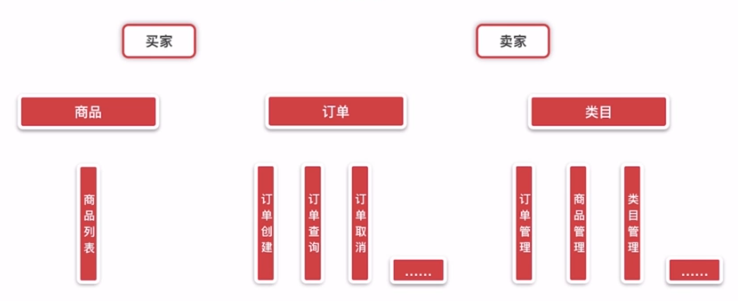 买家
卖家
商品
订单
类目
商品列表
订单创建
订单查询
订单取消
......
订单管理
商品管理
类目管理
......